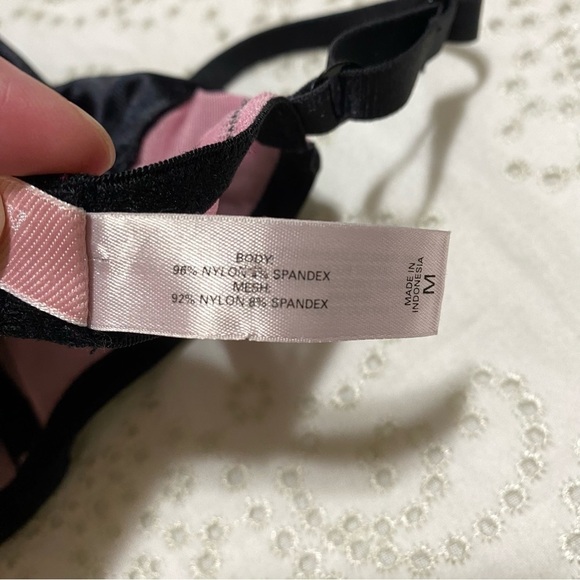 BODY:
96% NYLON 4% SPANDEX
MESH:
92% NYLON 8% SPANDEX
MADE IN
INDONESIA
M